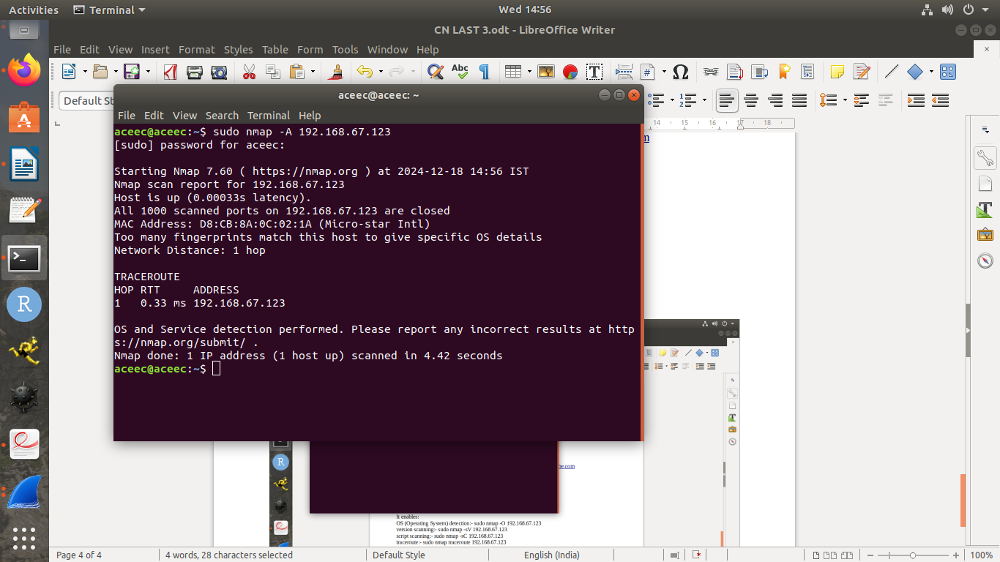 Activities Terminal Wed 14:56
CN LAST 3.odt - LibreOffice Writer
File Edit View Insert Format Styles Table Form Tools Window Help
Default St
14 15 16 17 18
aceec@aceec: ~
File Edit View Search Terminal Help
aceec@aceec:~$ sudo nmap -A 192.168.67.123
[sudo] password for aceec:
Starting Nmap 7.60 ( https://nmap.org ) at 2024-12-18 14:56 IST
Nmap scan report for 192.168.67.123
Host is up (0.00033s latency).
All 1000 scanned ports on 192.168.67.123 are closed
MAC Address: D8:CB:8A:0C:02:1A (Micro-star Intl)
Too many fingerprints match this host to give specific OS details
Network Distance: 1 hop
TRACEROUTE
HOP RTT ADDRESS
1 0.33 ms 192.168.67.123
OS and Service detection performed. Please report any incorrect results at http
s://nmap.org/submit/ .
Nmap done: 1 IP address (1 host up) scanned in 4.42 seconds
aceec@aceec:~$
It enables:
OS (Operating System) detection:- sudo nmap -O 192.168.67.123
version scanning:- sudo nmap -sV 192.168.67.123
script scanning:- sudo nmap -sC 192.168.67.123
traceroute:- sudo nmap traceroute 192.168.67.123
Page 4 of 4 4 words, 28 characters selected Default Style English (India) 100%